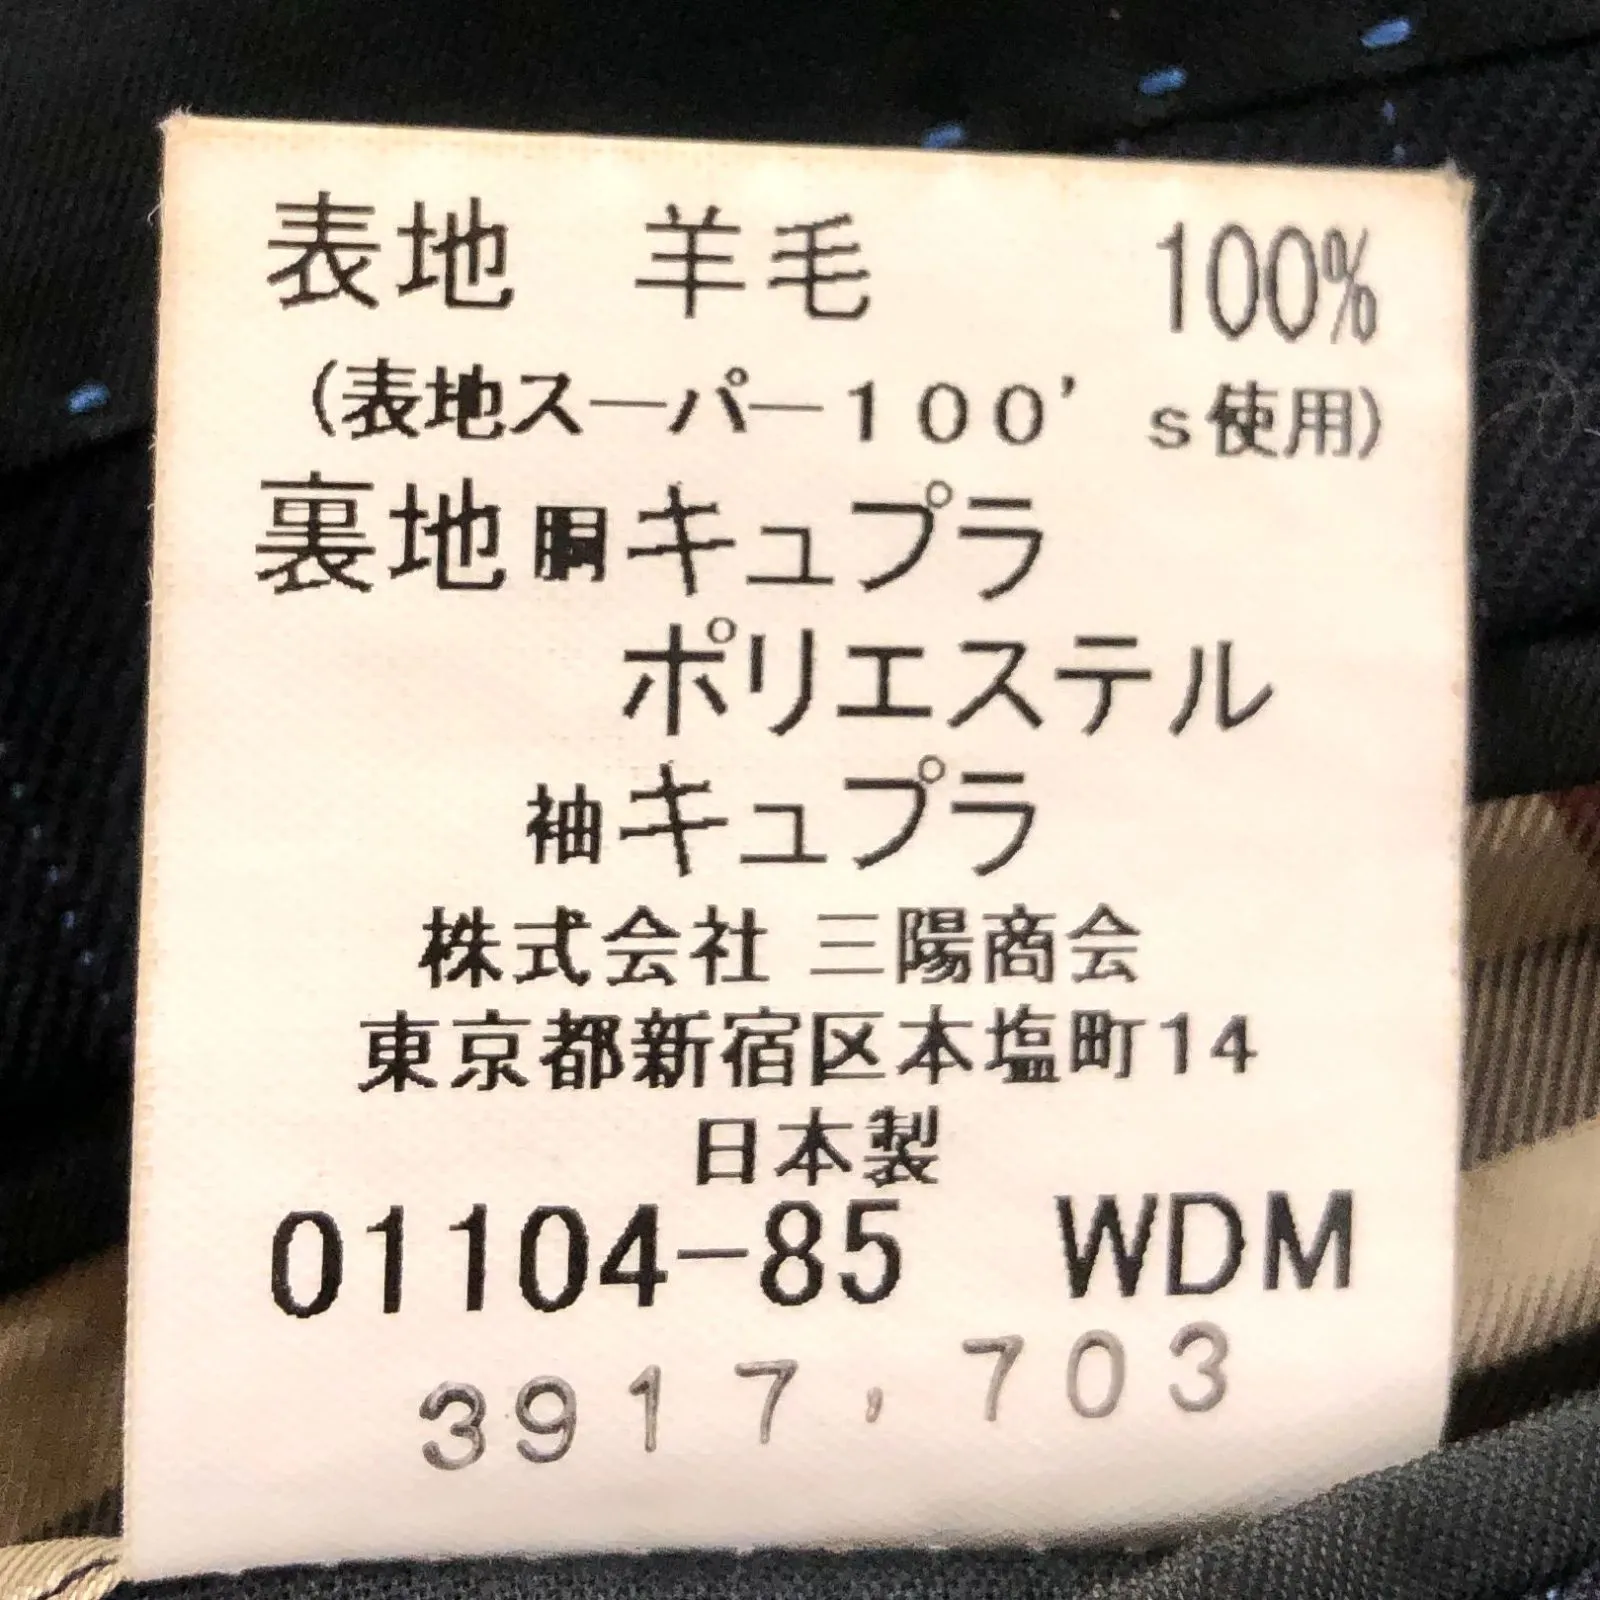 表地 羊毛 100%
(表地スーパー100's使用)
裏地 胴 キュプラ
ポリエステル
袖 キュプラ
株式会社 三陽商会
東京都新宿区本塩町14
日本製
01104-85 WDM
3917,703